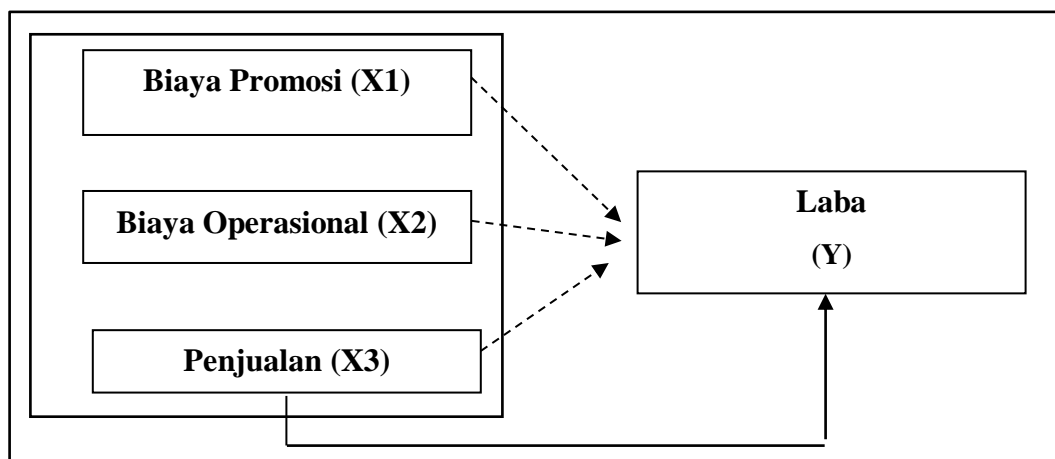 Biaya Promosi (X1)
Biaya Operasional (X2)
Penjualan (X3)
Laba
(Y)